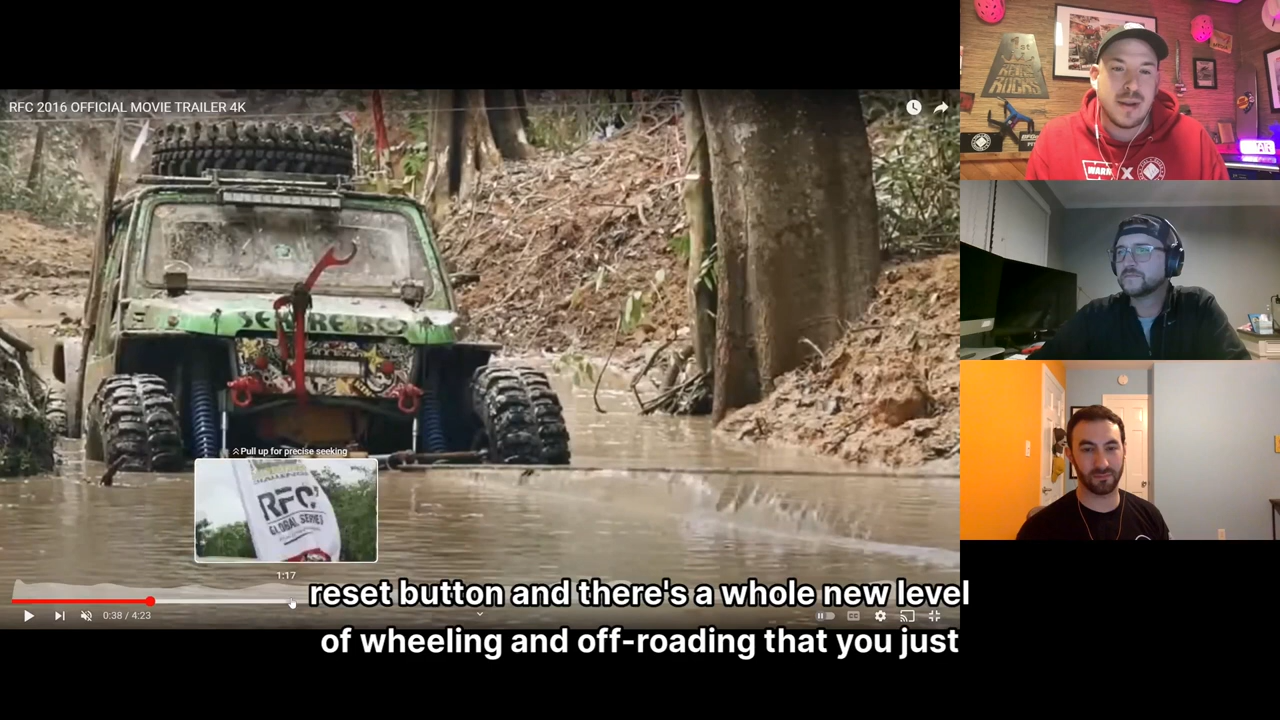 RFC 2016 OFFICIAL MOVIE TRAILER 4K
Pull up for precise seeking
RFC
GLOBAL SERIES
1:17
0:38 / 4:23
reset button and there's a whole new level
of wheeling and off-roading that you just
WARN X